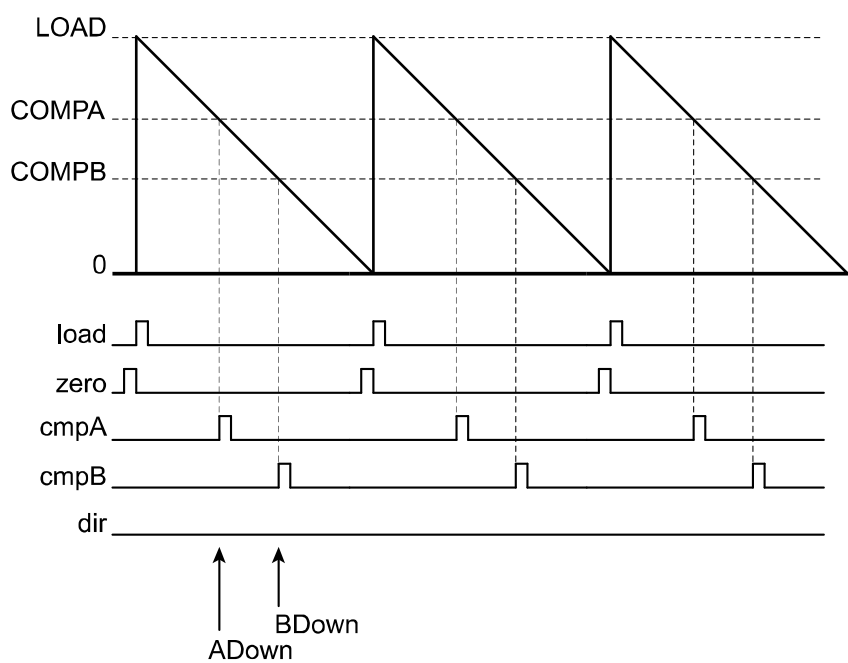 LOAD
COMPA
COMPB
0
load
zero
cmpA
cmpB
dir
BDown
ADown